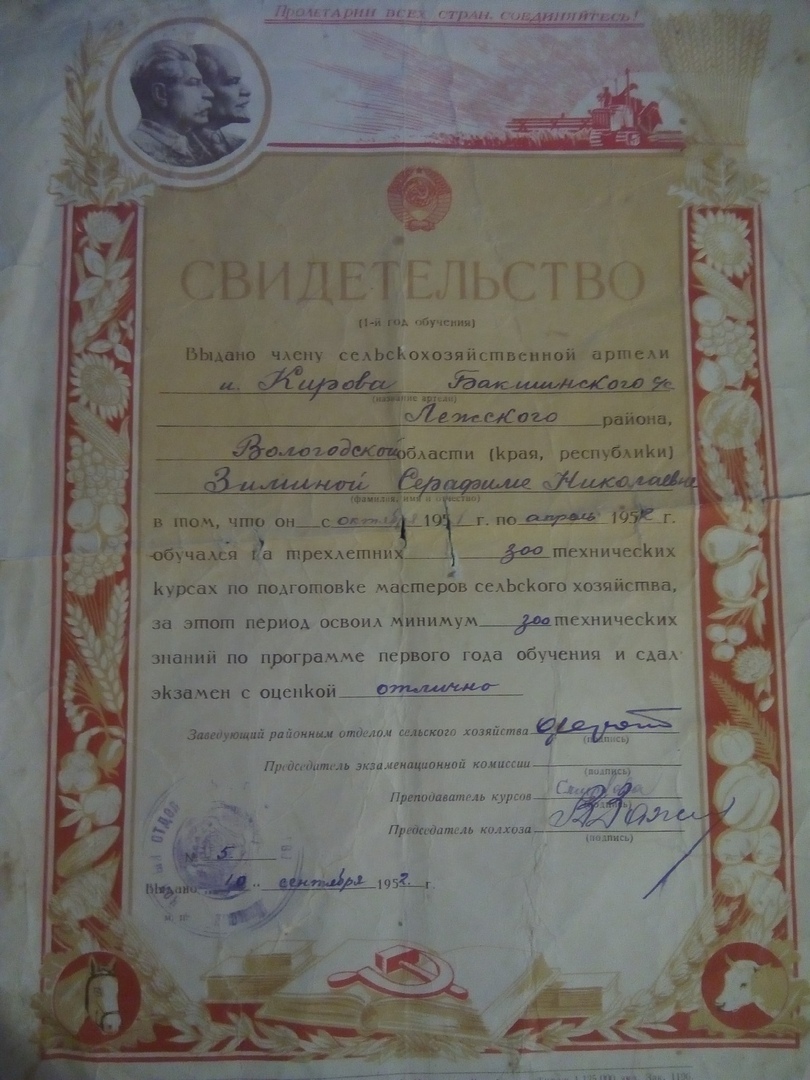 Пролетарии всех стран, соединяйтесь!
СВИДЕТЕЛЬСТВО
(1-й год обучения)
Выдано члену сельскохозяйственной артели
и. Кирова Бакшинского с/с
(название артели)
Лежского района,
Вологодской области (края, республики)
Зиминой Серафиме Николаевне
(фамилия, имя и отчество)
в том, что он с октября 1951 г. по апрель 1952 г.
обучался на трехлетних зоотехнических
курсах по подготовке мастеров сельского хозяйства,
за этот период освоил минимум зоотехнических
знаний по программе первого года обучения и сдал
экзамен с оценкой отлично
Заведующий районным отделом сельского хозяйства
(подпись)
Председатель экзаменационной комиссии
(подпись)
Преподаватель курсов
(подпись)
Председатель колхоза
(подпись)
№ 5
Выдано 10 сентября 1952 г.
м. п.
ОТДЕЛ